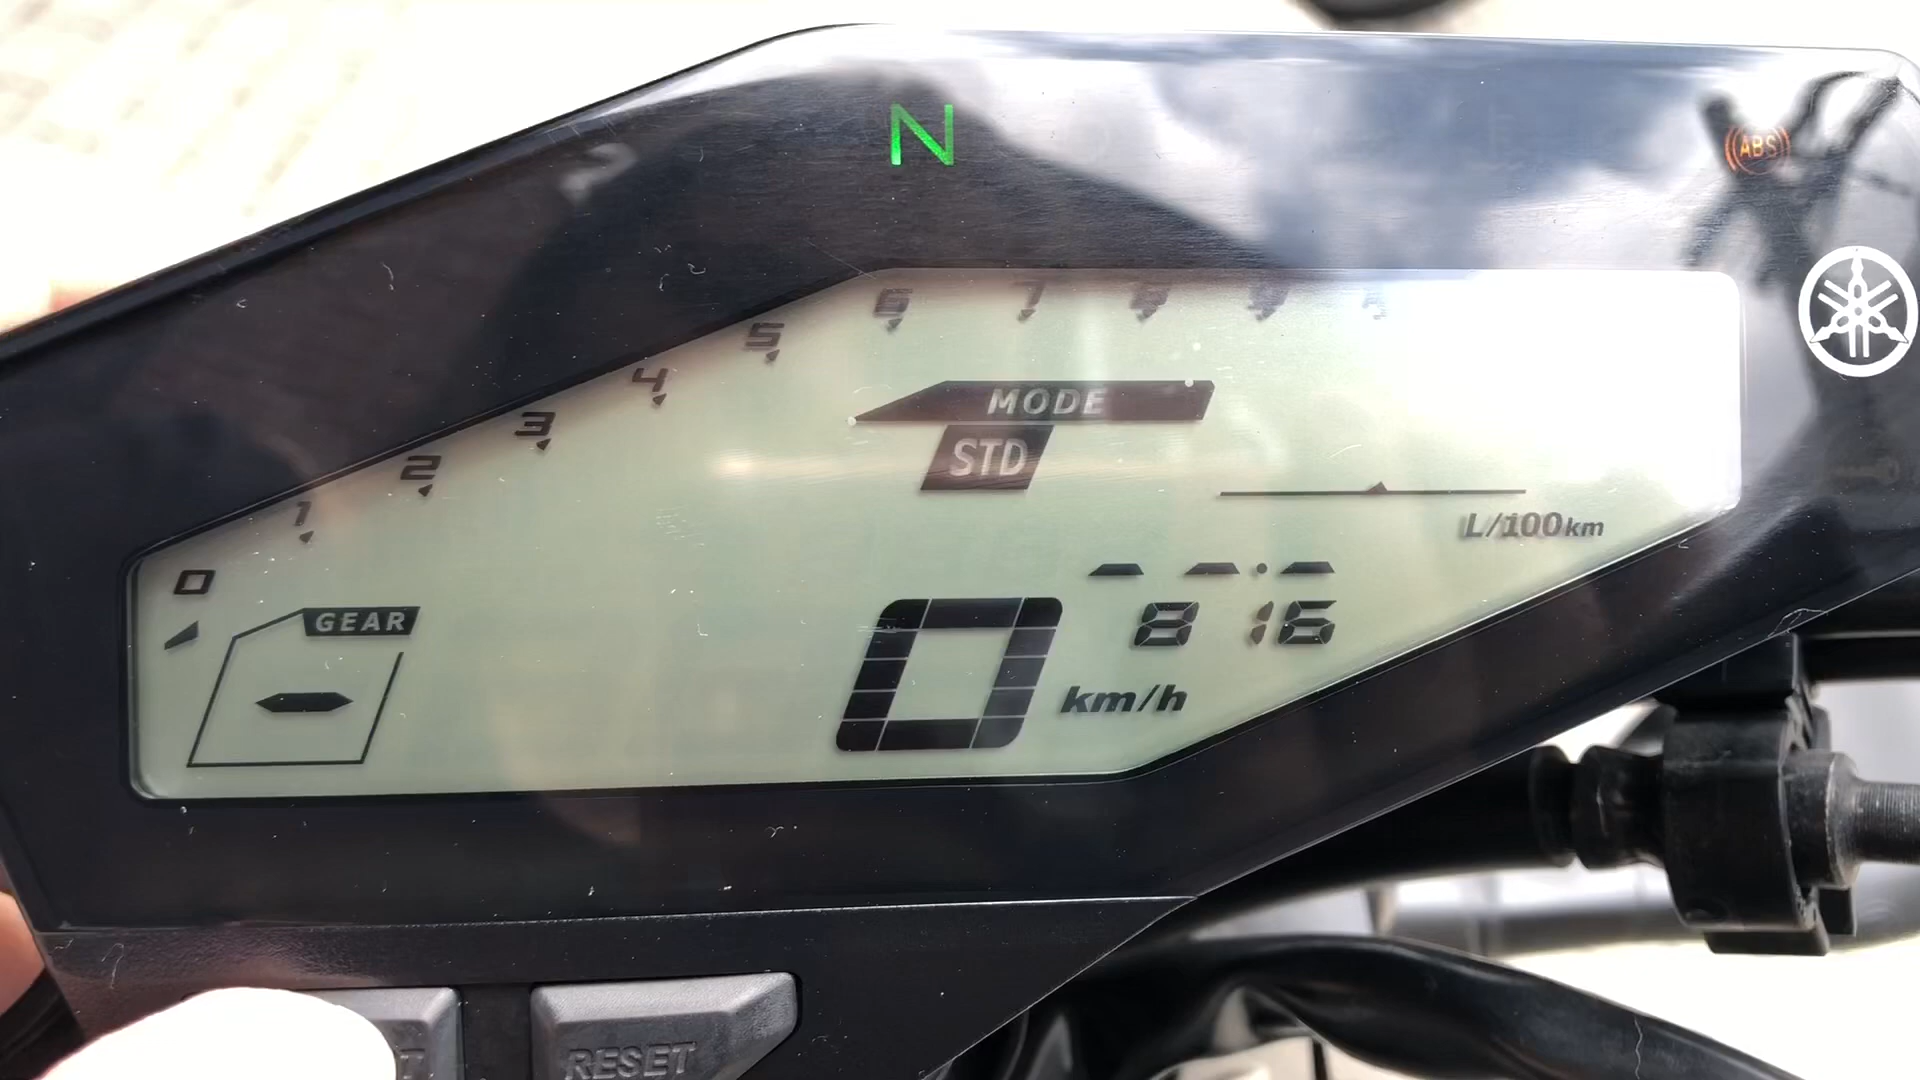 N
ABS
0 1 2 3 4 5 6 7 8 9
MODE
STD
L/100km
--.-
GEAR
-
0 km/h
8 16
RESET